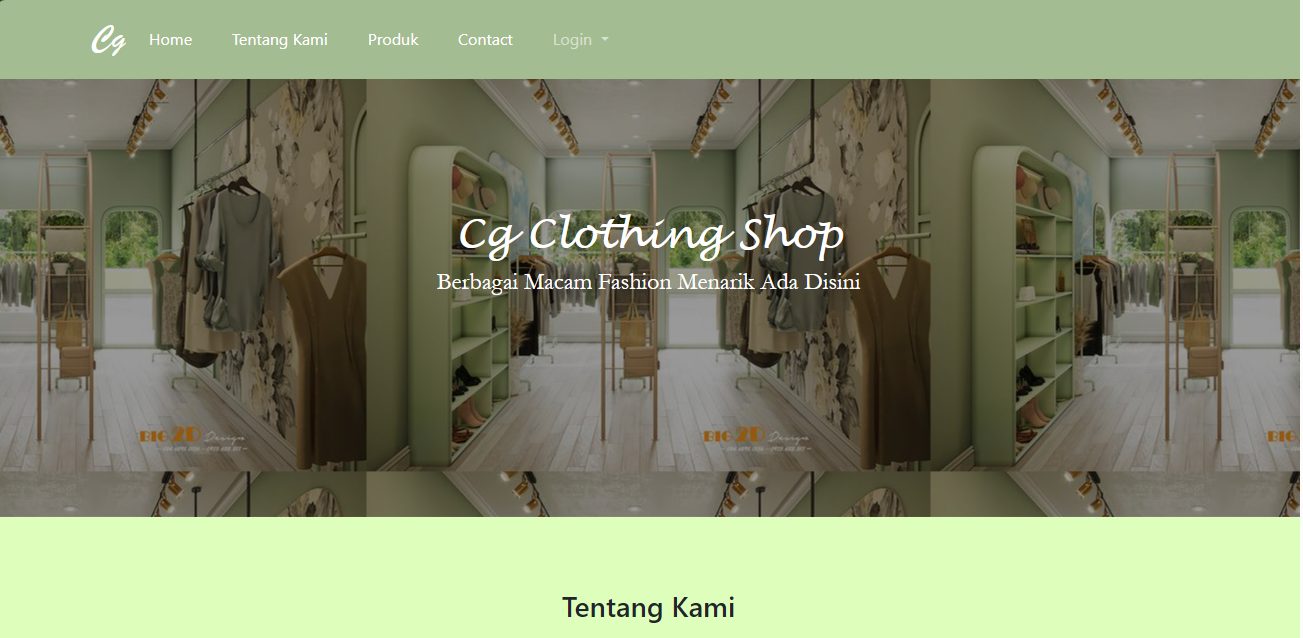 Cg Home Tentang Kami Produk Contact Login
Cg Clothing Shop
Berbagai Macam Fashion Menarik Ada Disini
BIG 2D Design BIG 2D Design BIG
Tentang Kami